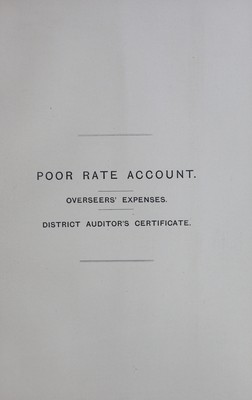 POOR RATE ACCOUNT.
OVERSEERS' EXPENSES.
DISTRICT AUDITOR'S CERTIFICATE.